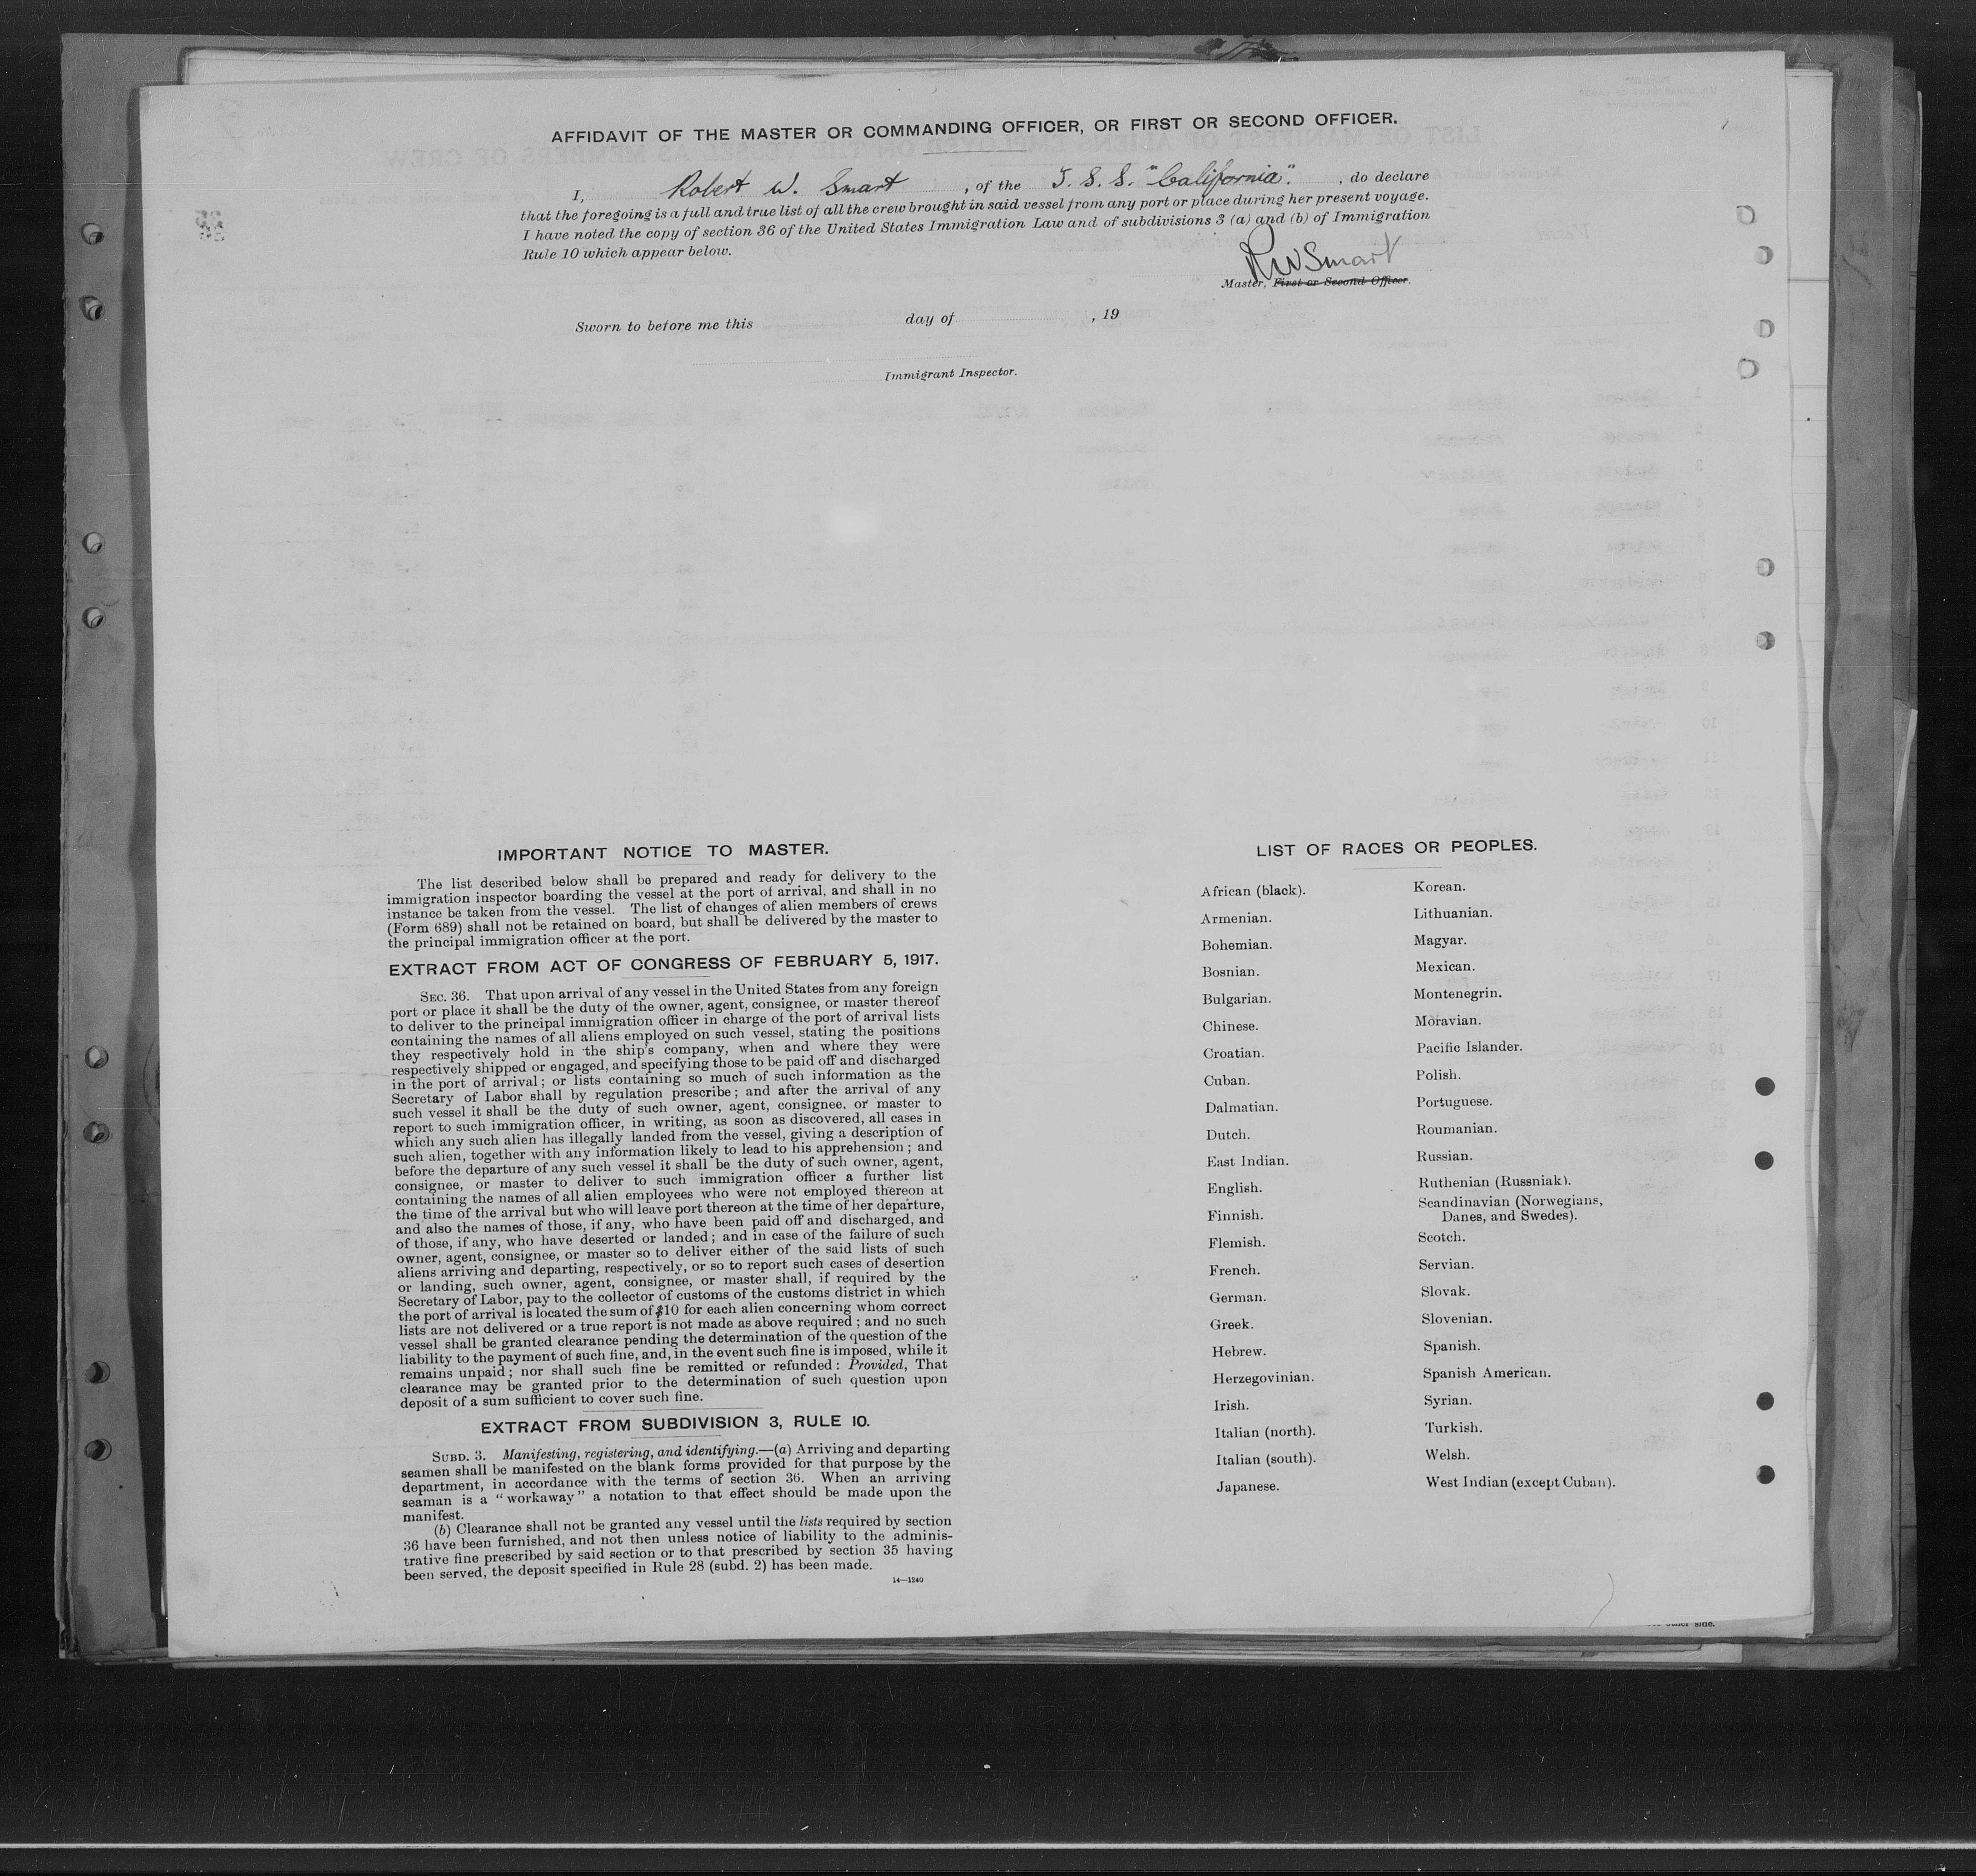 AFFIDAVIT OF THE MASTER OR COMMANDING OFFICER, OR FIRST OR SECOND OFFICER.
I, Robert W. Smart , of the T. S. S. "California". , do declare
that the foregoing is a full and true list of all the crew brought in said vessel from any port or place during her present voyage.
I have noted the copy of section 36 of the United States Immigration Law and of subdivisions 3 (a) and (b) of Immigration
Rule 10 which appear below.
RWSmart
Master, First or Second Officer.
Sworn to before me this day of , 19
Immigrant Inspector.
IMPORTANT NOTICE TO MASTER.
The list described below shall be prepared and ready for delivery to the
immigration inspector boarding the vessel at the port of arrival, and shall in no
instance be taken from the vessel. The list of changes of alien members of crews
(Form 689) shall not be retained on board, but shall be delivered by the master to
the principal immigration officer at the port.
EXTRACT FROM ACT OF CONGRESS OF FEBRUARY 5, 1917.
SEC. 36. That upon arrival of any vessel in the United States from any foreign
port or place it shall be the duty of the owner, agent, consignee, or master thereof
to deliver to the principal immigration officer in charge of the port of arrival lists
containing the names of all aliens employed on such vessel, stating the positions
they respectively hold in the ship's company, when and where they were
respectively shipped or engaged, and specifying those to be paid off and discharged
in the port of arrival; or lists containing so much of such information as the
Secretary of Labor shall by regulation prescribe; and after the arrival of any
such vessel it shall be the duty of such owner, agent, consignee, or master to
report to such immigration officer, in writing, as soon as discovered, all cases in
which any such alien has illegally landed from the vessel, giving a description of
such alien, together with any information likely to lead to his apprehension; and
before the departure of any such vessel it shall be the duty of such owner, agent,
consignee, or master to deliver to such immigration officer a further list
containing the names of all alien employees who were not employed thereon at
the time of the arrival but who will leave port thereon at the time of her departure,
and also the names of those, if any, who have been paid off and discharged, and
of those, if any, who have deserted or landed; and in case of the failure of such
owner, agent, consignee, or master so to deliver either of the said lists of such
aliens arriving and departing, respectively, or so to report such cases of desertion
or landing, such owner, agent, consignee, or master shall, if required by the
Secretary of Labor, pay to the collector of customs of the customs district in which
the port of arrival is located the sum of $10 for each alien concerning whom correct
lists are not delivered or a true report is not made as above required; and no such
vessel shall be granted clearance pending the determination of the question of the
liability to the payment of such fine, and, in the event such fine is imposed, while it
remains unpaid; nor shall such fine be remitted or refunded: Provided, That
clearance may be granted prior to the determination of such question upon
deposit of a sum sufficient to cover such fine.
EXTRACT FROM SUBDIVISION 3, RULE 10.
SUBD. 3. Manifesting, registering, and identifying.—(a) Arriving and departing
seamen shall be manifested on the blank forms provided for that purpose by the
department, in accordance with the terms of section 36. When an arriving
seaman is a "workaway" a notation to that effect should be made upon the
manifest.
(b) Clearance shall not be granted any vessel until the lists required by section
36 have been furnished, and not then unless notice of liability to the adminis-
trative fine prescribed by said section or to that prescribed by section 35 having
been served, the deposit specified in Rule 28 (subd. 2) has been made.
14—1240
LIST OF RACES OR PEOPLES.
African (black).
Armenian.
Bohemian.
Bosnian.
Bulgarian.
Chinese.
Croatian.
Cuban.
Dalmatian.
Dutch.
East Indian.
English.
Finnish.
Flemish.
French.
German.
Greek.
Hebrew.
Herzegovinian.
Irish.
Italian (north).
Italian (south).
Japanese.
Korean.
Lithuanian.
Magyar.
Mexican.
Montenegrin.
Moravian.
Pacific Islander.
Polish.
Portuguese.
Roumanian.
Russian.
Ruthenian (Russniak).
Scandinavian (Norwegians,
Danes, and Swedes).
Scotch.
Servian.
Slovak.
Slovenian.
Spanish.
Spanish American.
Syrian.
Turkish.
Welsh.
West Indian (except Cuban).
other side.